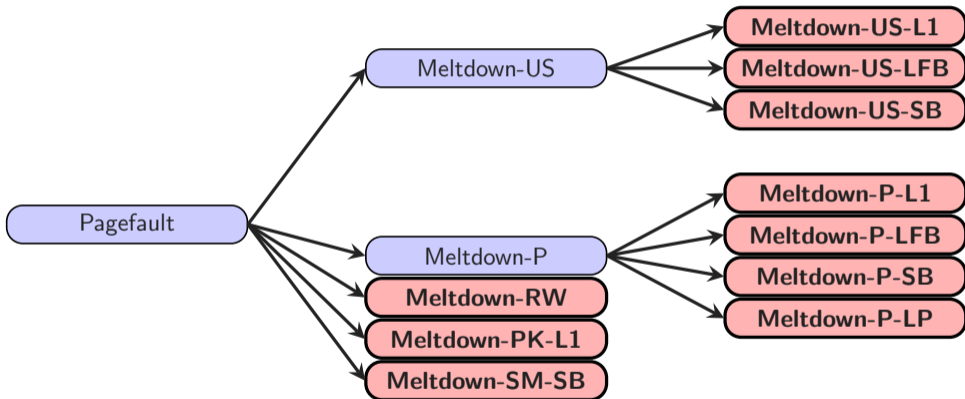 Pagefault
Meltdown-US
Meltdown-US-L1
Meltdown-US-LFB
Meltdown-US-SB
Meltdown-P
Meltdown-P-L1
Meltdown-P-LFB
Meltdown-P-SB
Meltdown-P-LP
Meltdown-RW
Meltdown-PK-L1
Meltdown-SM-SB